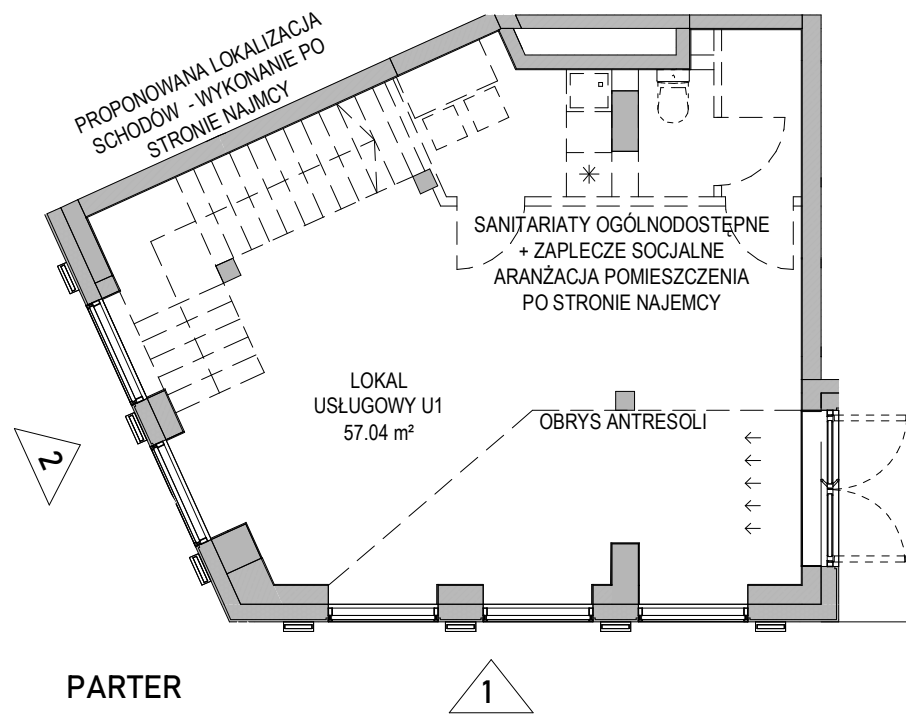 PROPONOWANA LOKALIZACJA
SCHODÓW - WYKONANIE PO
STRONIE NAJMCY
SANITARIATY OGÓLNODOSTĘPNE
+ ZAPLECZE SOCJALNE
ARANŻACJA POMIESZCZENIA
PO STRONIE NAJEMCY
LOKAL
USŁUGOWY U1
57.04 m²
OBRYS ANTRESOLI
2
PARTER
1